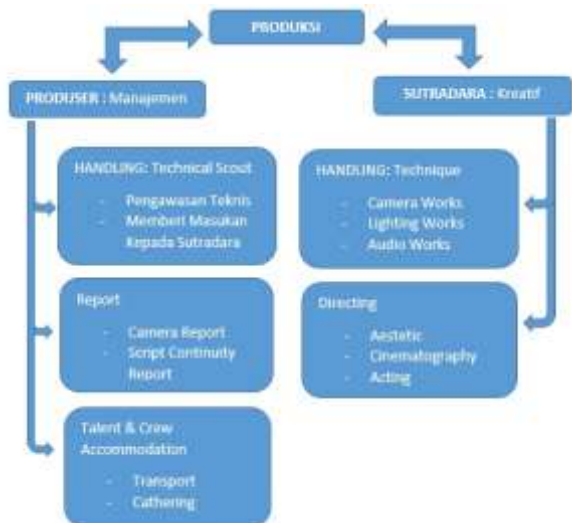 PRODUKSI
PRODUSER : Manajemen
SUTRADARA : Kreatif
HANDLING: Technical Scout
- Pengawasan Teknis
- Memberi Masukan
Kepada Sutradara
HANDLING: Technique
- Camera Works
- Lighting Works
- Audio Works
Report
- Camera Report
- Script Continuity
Report
Directing
- Aestetic
- Cinematography
- Acting
Talent & Crew
Accommodation
- Transport
- Cathering